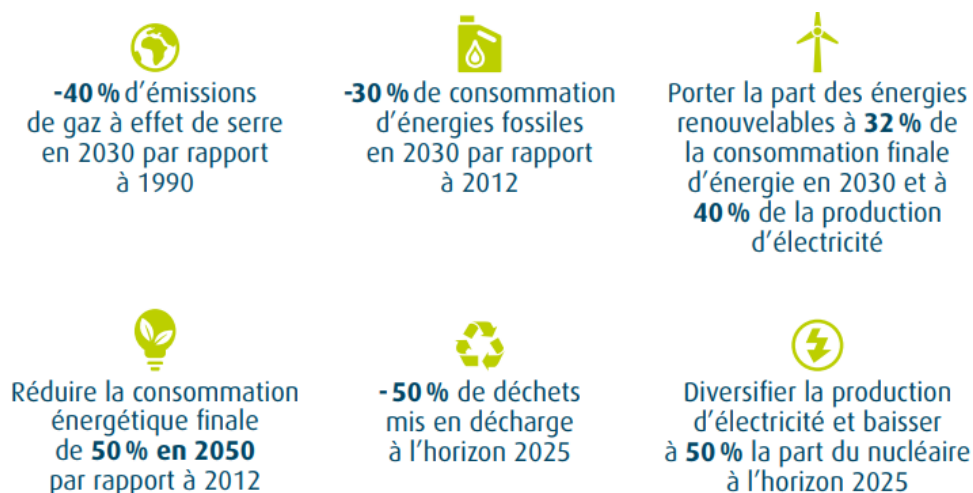 -40 % d’émissions
de gaz à effet de serre
en 2030 par rapport
à 1990
-30 % de consommation
d’énergies fossiles
en 2030 par rapport
à 2012
Porter la part des énergies
renouvelables à 32 % de
la consommation finale
d’énergie en 2030 et à
40 % de la production
d’électricité
Réduire la consommation
énergétique finale
de 50 % en 2050
par rapport à 2012
- 50 % de déchets
mis en décharge
à l’horizon 2025
Diversifier la production
d’électricité et baisser
à 50 % la part du nucléaire
à l’horizon 2025